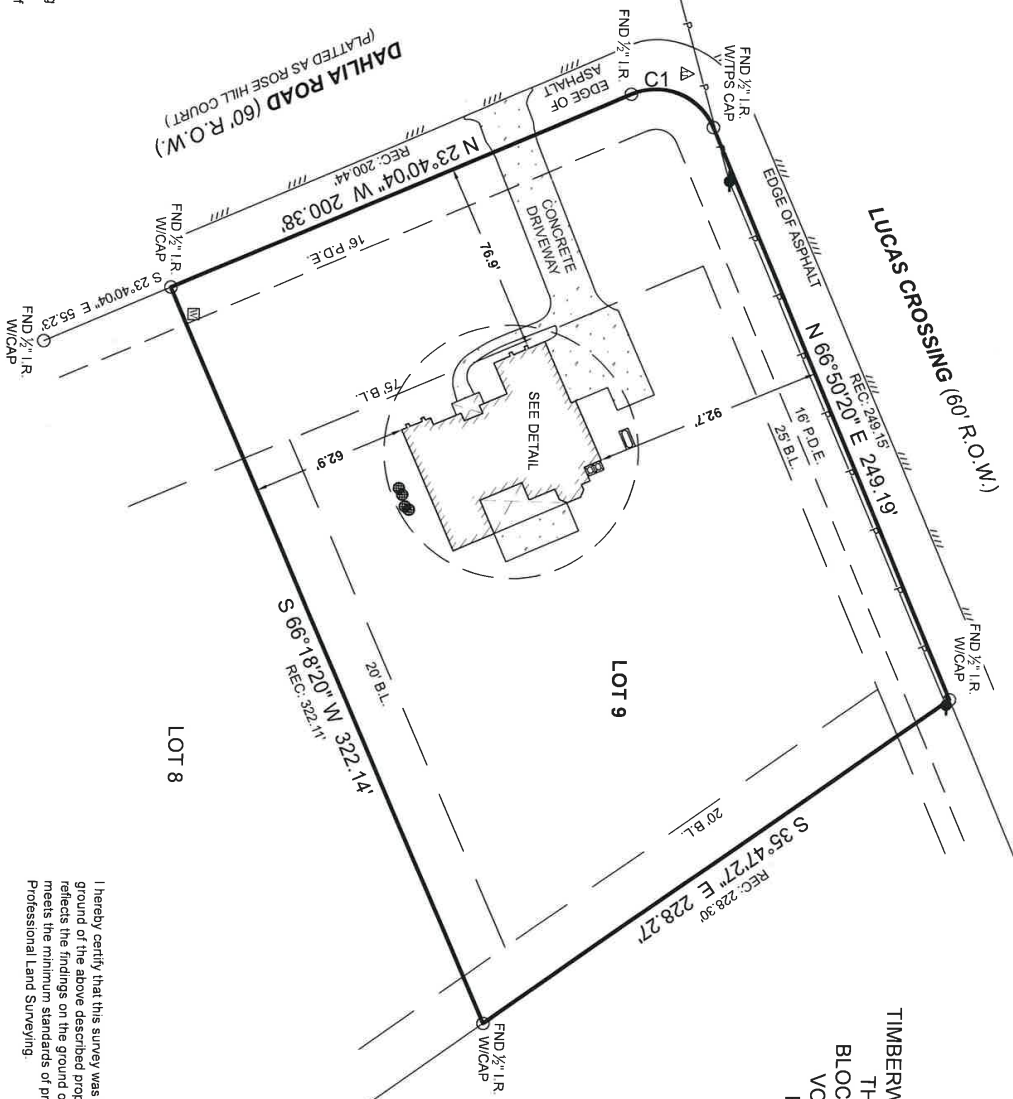 DAHLIA ROAD (60' R.O.W.)
(PLATTED AS ROSE HILL COURT)
FND ½" I.R.
C1
FND ½" I.R.
W/TPS CAP
EDGE OF
ASPHALT
N 23°40'04" W 200.38'
REC: 200.44'
16' P.D.E.
CONCRETE
DRIVEWAY
76.9'
EDGE OF ASPHALT
LUCAS CROSSING (60' R.O.W.)
N 66°50'20" E 249.19'
REC: 249.15'
16' P.D.E.
25' B.L.
92.7'
FND ½" I.R.
W/CAP
S 23°40'04" E 55.23'
FND ½" I.R.
W/CAP
75' B.L.
SEE DETAIL
62.9'
FND ½" I.R.
W/CAP
LOT 9
20' B.L.
S 66°18'20" W 322.14'
REC: 322.11'
LOT 8
20' B.L.
S 35°47'27" E 228.27'
REC: 228.30'
FND ½" I.R.
W/CAP
I hereby certify that this survey was
ground of the above described prop
reflects the findings on the ground o
meets the minimum standards of pr
Professional Land Surveying.
TIMBERW
TH
BLOC
VO
P P P P P P P P P